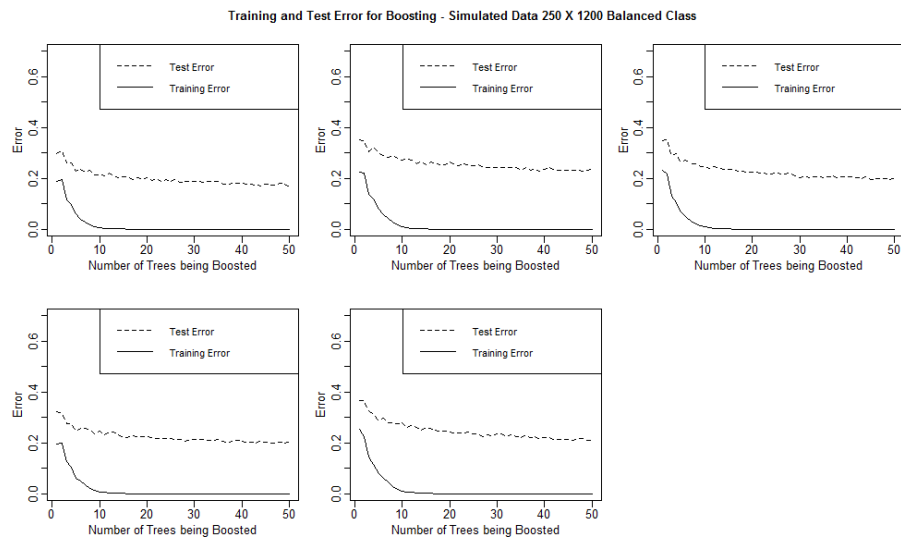 Training and Test Error for Boosting - Simulated Data 250 X 1200 Balanced Class
Test Error
Training Error
Error
0.0 0.2 0.4 0.6
0 10 20 30 40 50
Number of Trees being Boosted
Test Error
Training Error
Error
0.0 0.2 0.4 0.6
0 10 20 30 40 50
Number of Trees being Boosted
Test Error
Training Error
Error
0.0 0.2 0.4 0.6
0 10 20 30 40 50
Number of Trees being Boosted
Test Error
Training Error
Error
0.0 0.2 0.4 0.6
0 10 20 30 40 50
Number of Trees being Boosted
Test Error
Training Error
Error
0.0 0.2 0.4 0.6
0 10 20 30 40 50
Number of Trees being Boosted